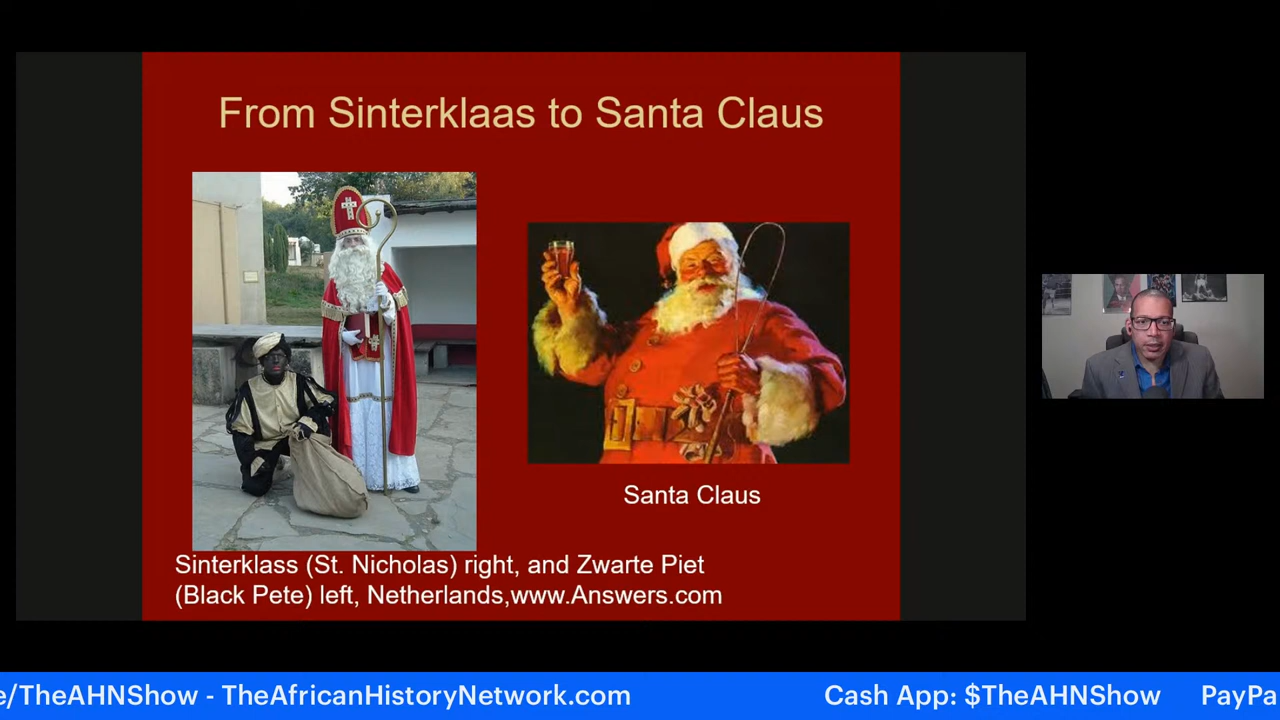 From Sinterklaas to Santa Claus
Santa Claus
Sinterklass (St. Nicholas) right, and Zwarte Piet
(Black Pete) left, Netherlands,www.Answers.com
e/TheAHNShow - TheAfricanHistoryNetwork.com Cash App: $TheAHNShow PayPa